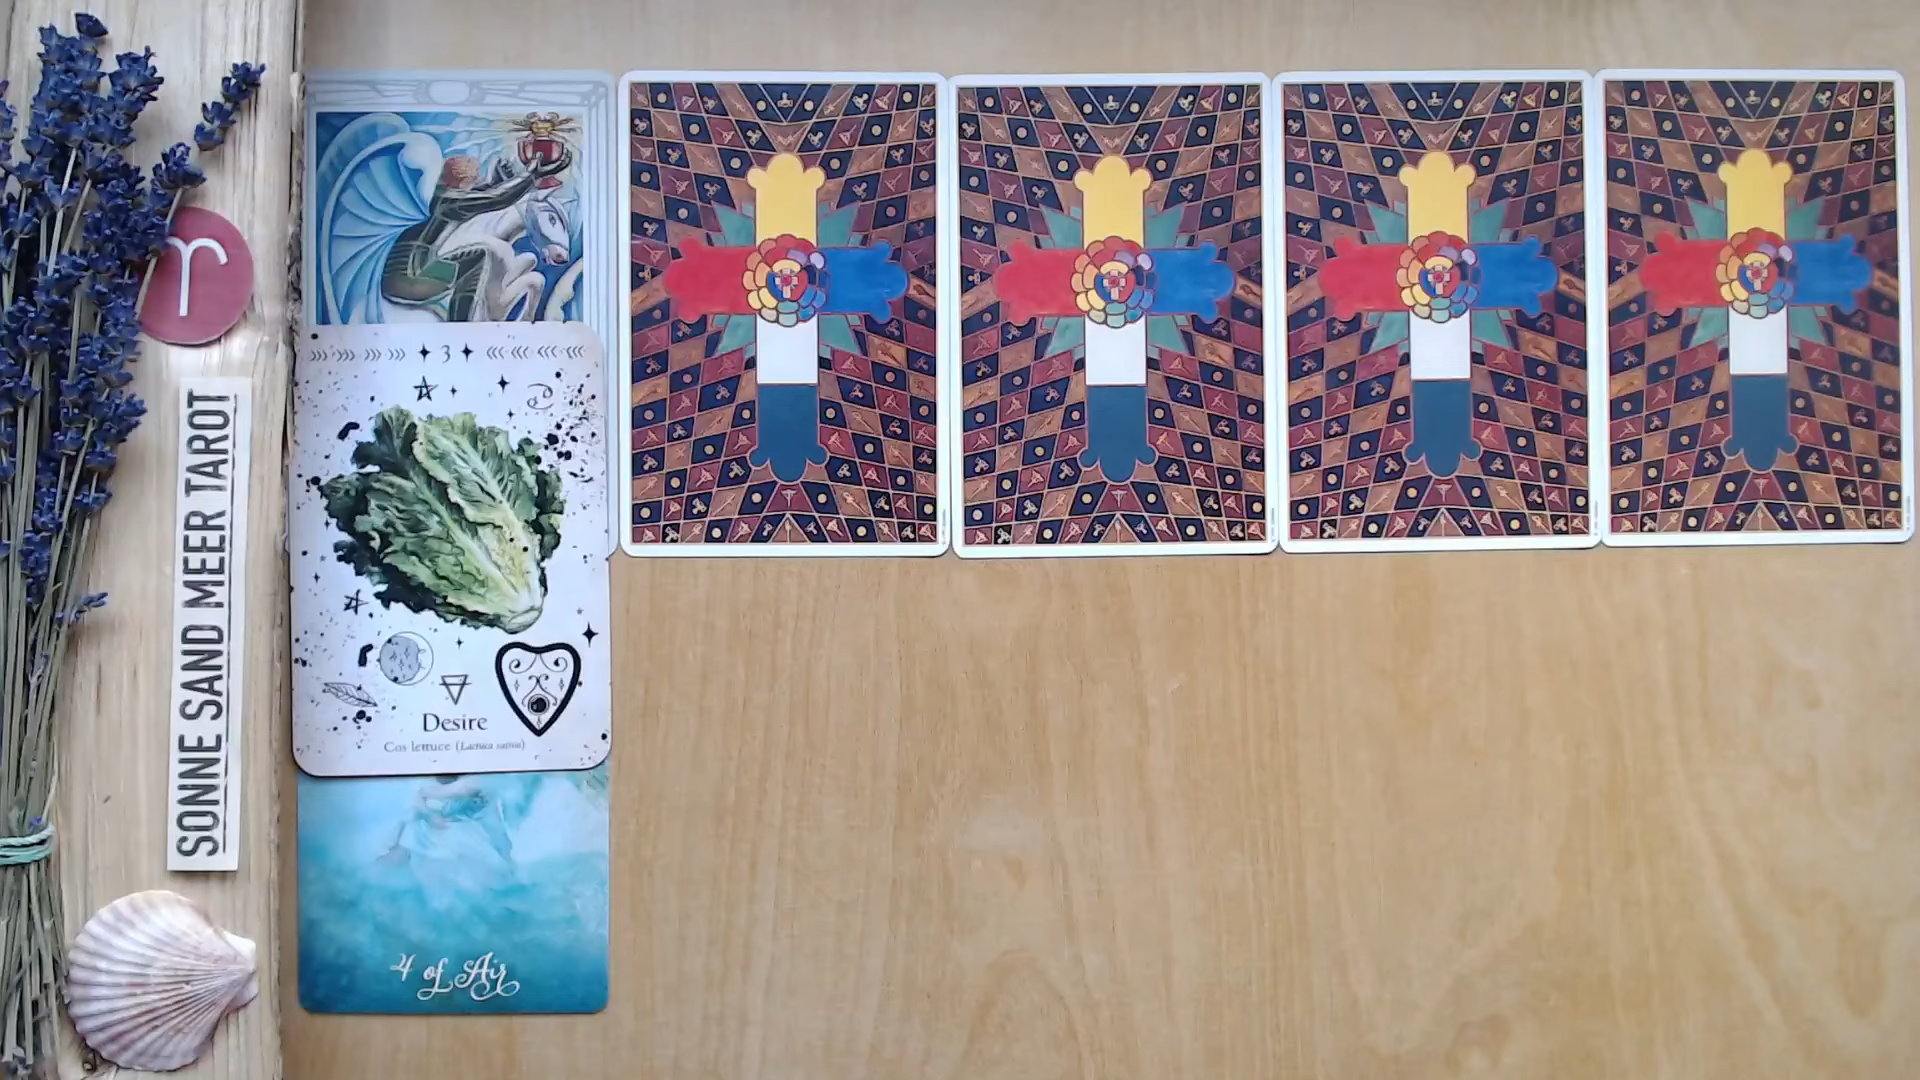 SONNE SAND MEER TAROT
3
Desire
Cos lettuce (Lactuca sativa)
4 of Air